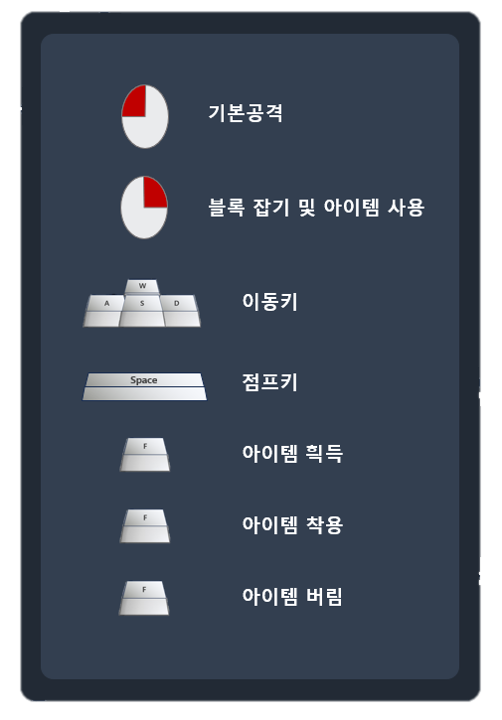 기본공격
블록 잡기 및 아이템 사용
W
A S D
이동키
Space
점프키
F
아이템 획득
F
아이템 착용
F
아이템 버림